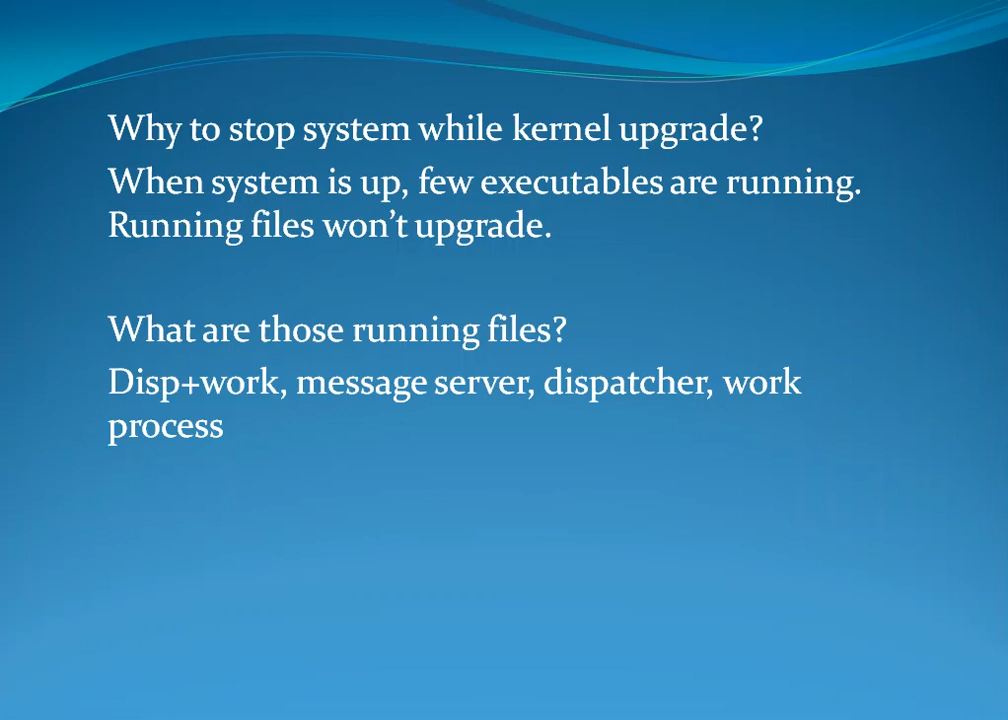 Why to stop system while kernel upgrade?
When system is up, few executables are running.
Running files won’t upgrade.
What are those running files?
Disp+work, message server, dispatcher, work
process